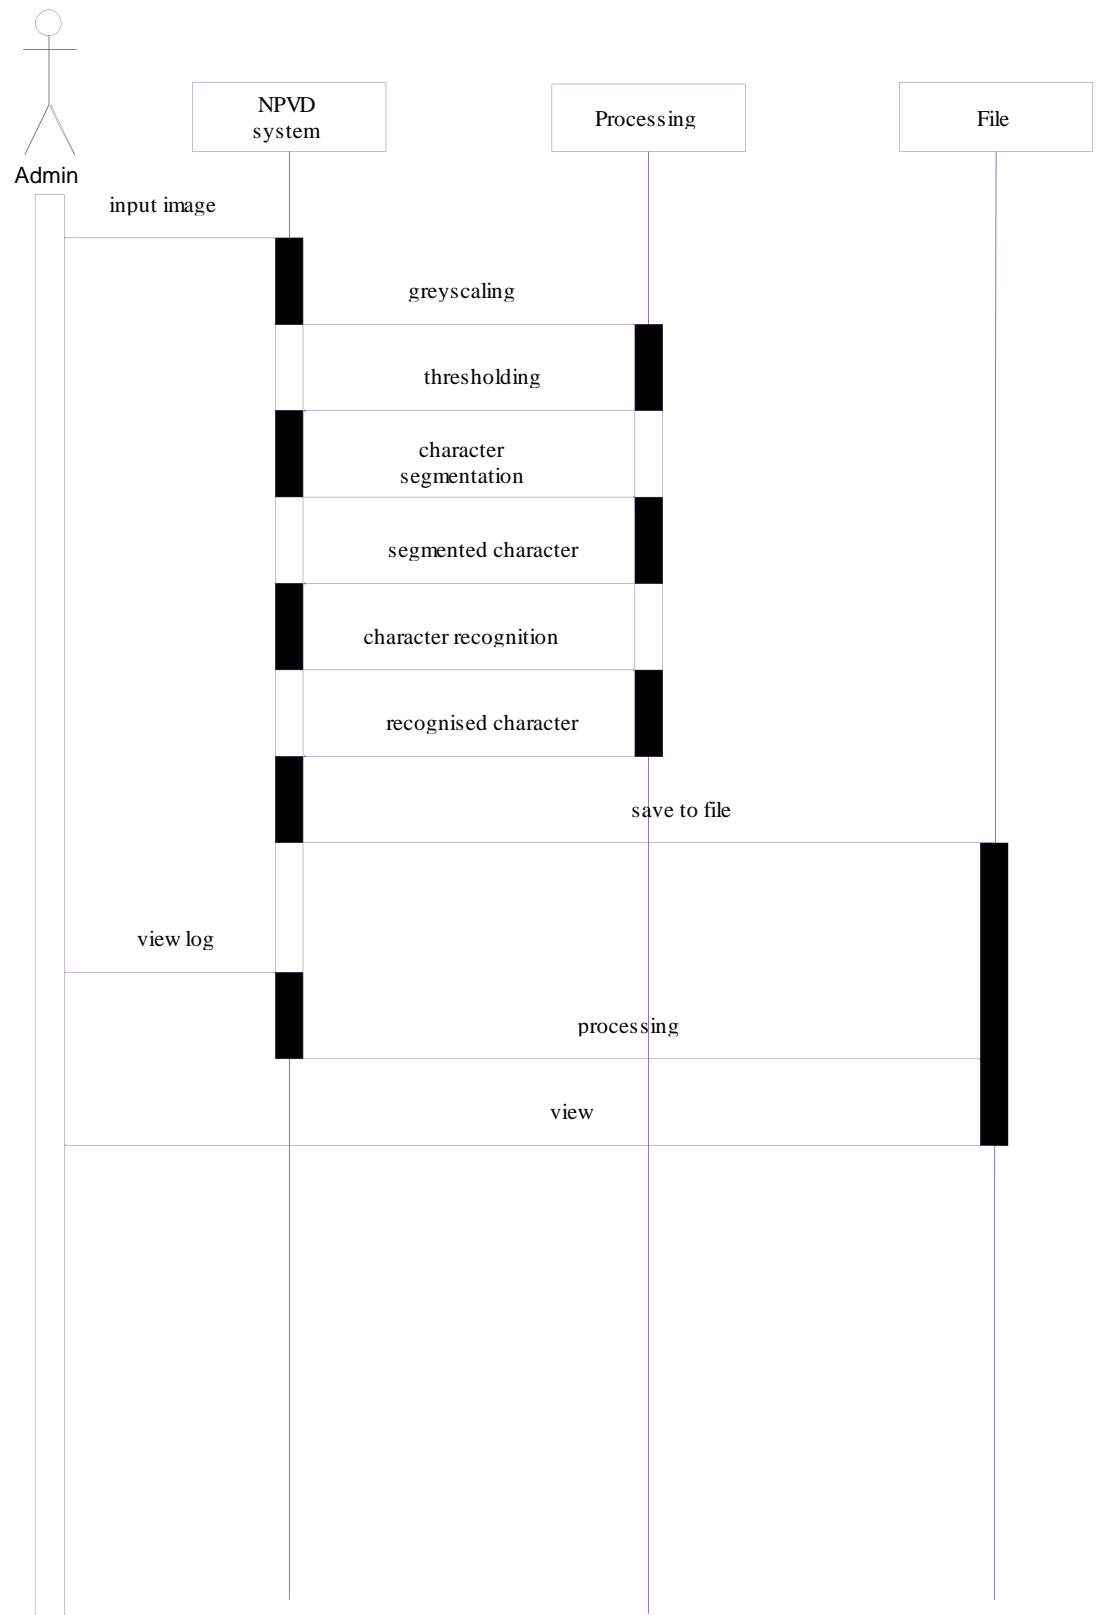 NPVD
system
Processing
File
Admin
input image
greyscaling
thresholding
character
segmentation
segmented character
character recognition
recognised character
save to file
view log
processing
view